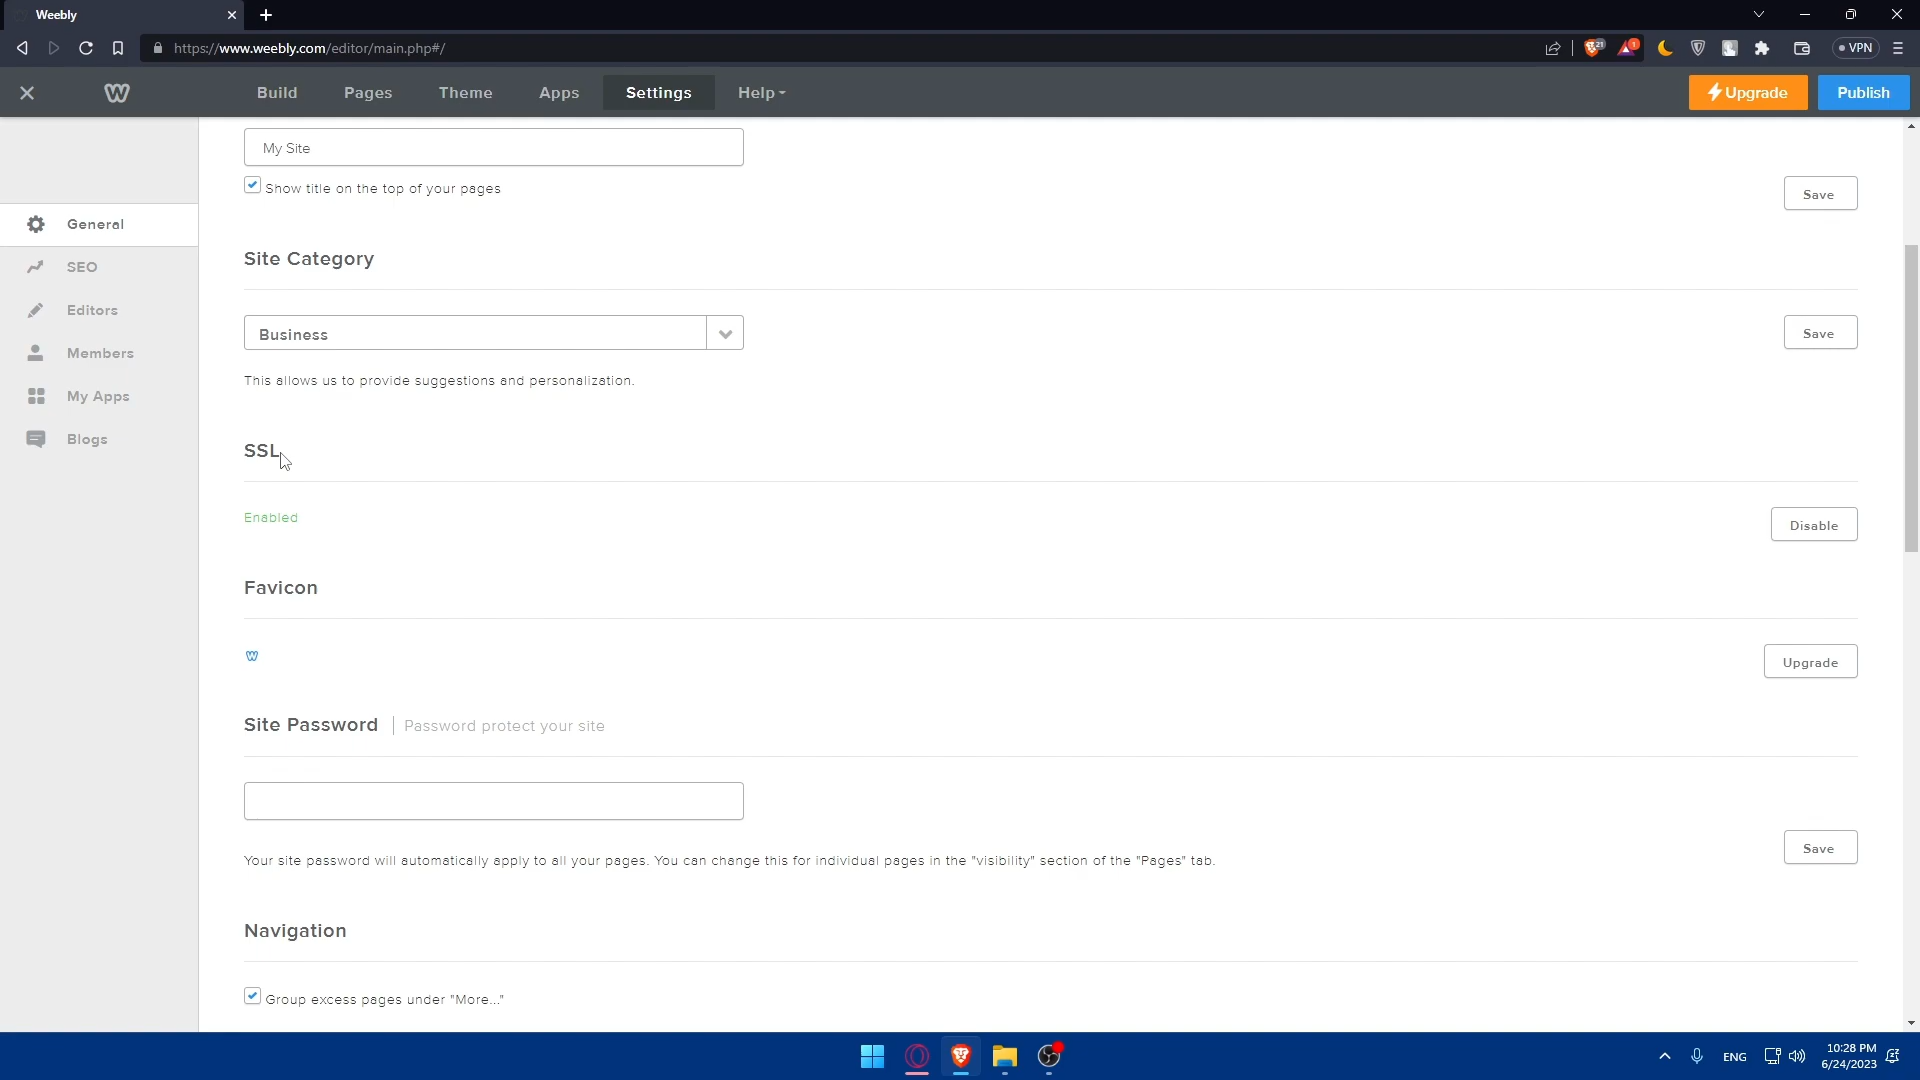 Weebly
https://www.weebly.com/editor/main.php#/
21
1
VPN
Build
Pages
Theme
Apps
Settings
Help
Upgrade
Publish
My Site
Show title on the top of your pages
Save
General
SEO
Editors
Members
My Apps
Blogs
Site Category
Business
Save
This allows us to provide suggestions and personalization.
SSL
Enabled
Disable
Favicon
Upgrade
Site Password
Password protect your site
Your site password will automatically apply to all your pages. You can change this for individual pages in the "visibility" section of the "Pages" tab.
Save
Navigation
Group excess pages under "More..."
ENG
10:28 PM
6/24/2023